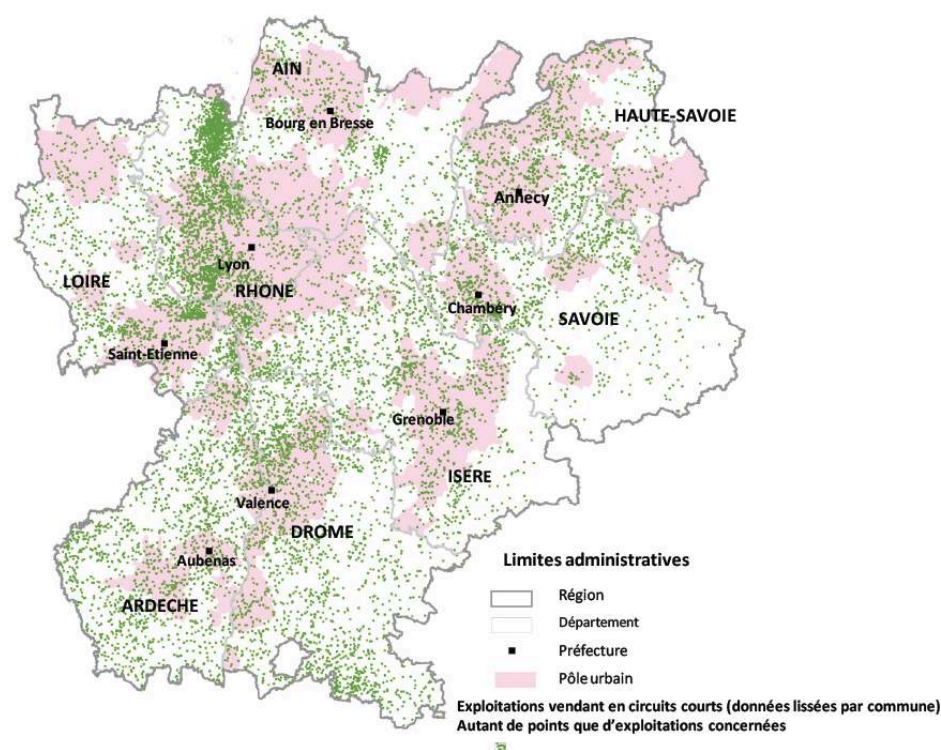 AIN
Bourg en Bresse
HAUTE-SAVOIE
Annecy
Lyon
LOIRE
RHONE
Chambéry
SAVOIE
Saint-Etienne
Grenoble
ISERE
Valence
DROME
Aubenas
ARDECHE
Limites administratives
Région
Département
Préfecture
Pôle urbain
Exploitations vendant en circuits courts (données lissées par commune)
Autant de points que d'exploitations concernées